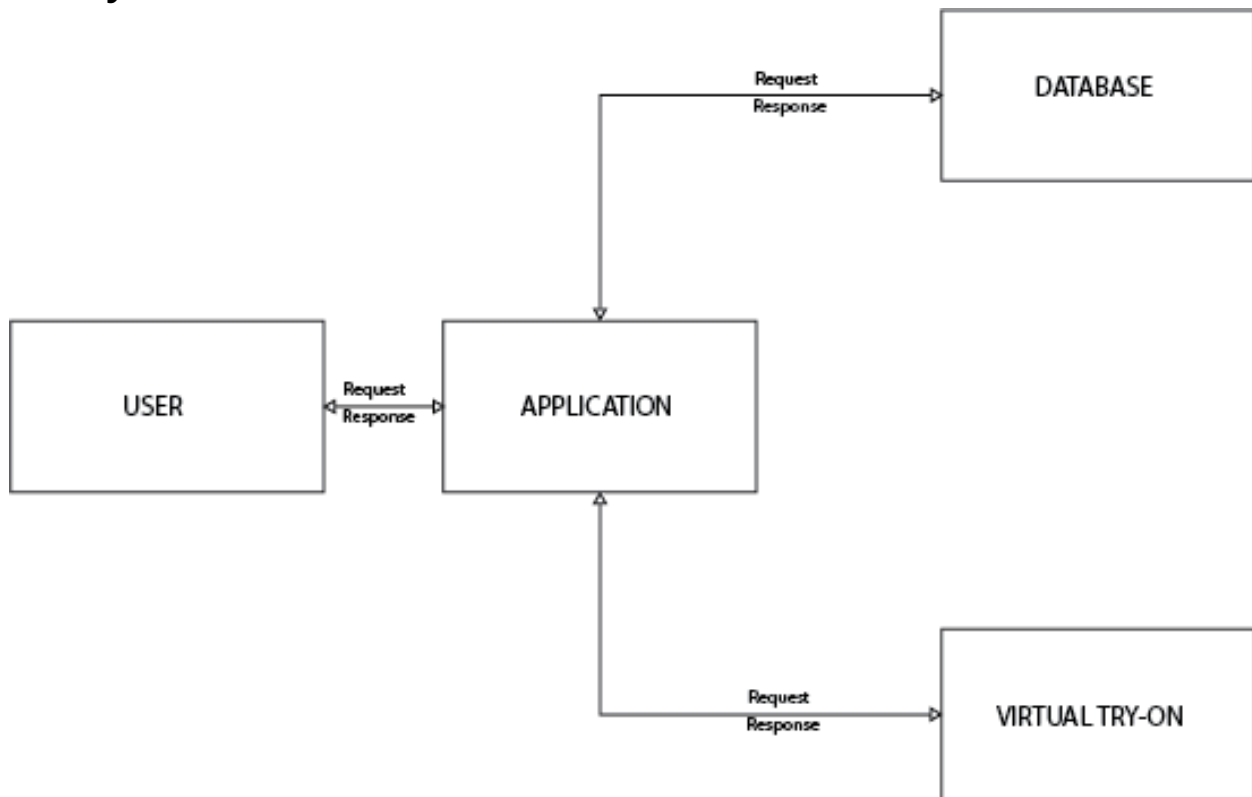 Request
DATABASE
Response
Request
USER
APPLICATION
Response
Request
VIRTUAL TRY-ON
Response